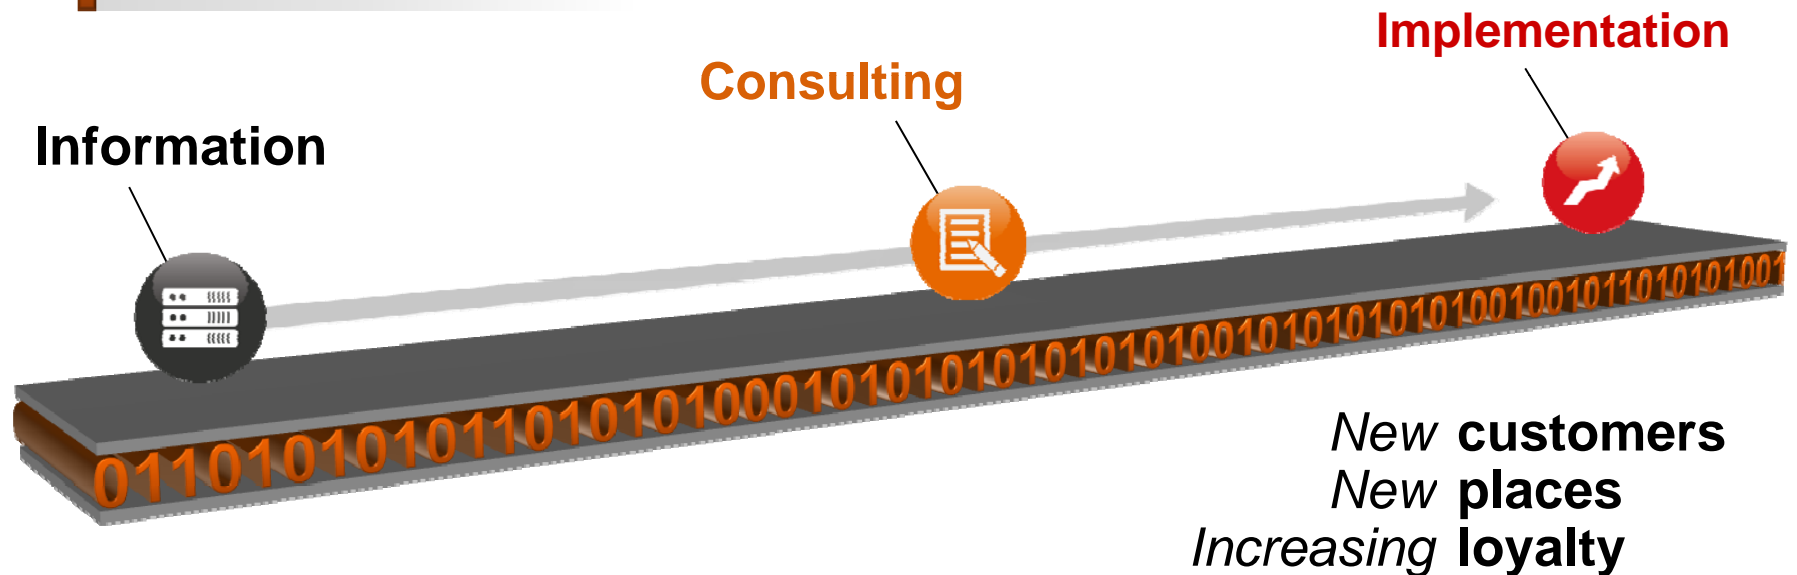 Implementation
Consulting
Information
New customers
New places
Increasing loyalty